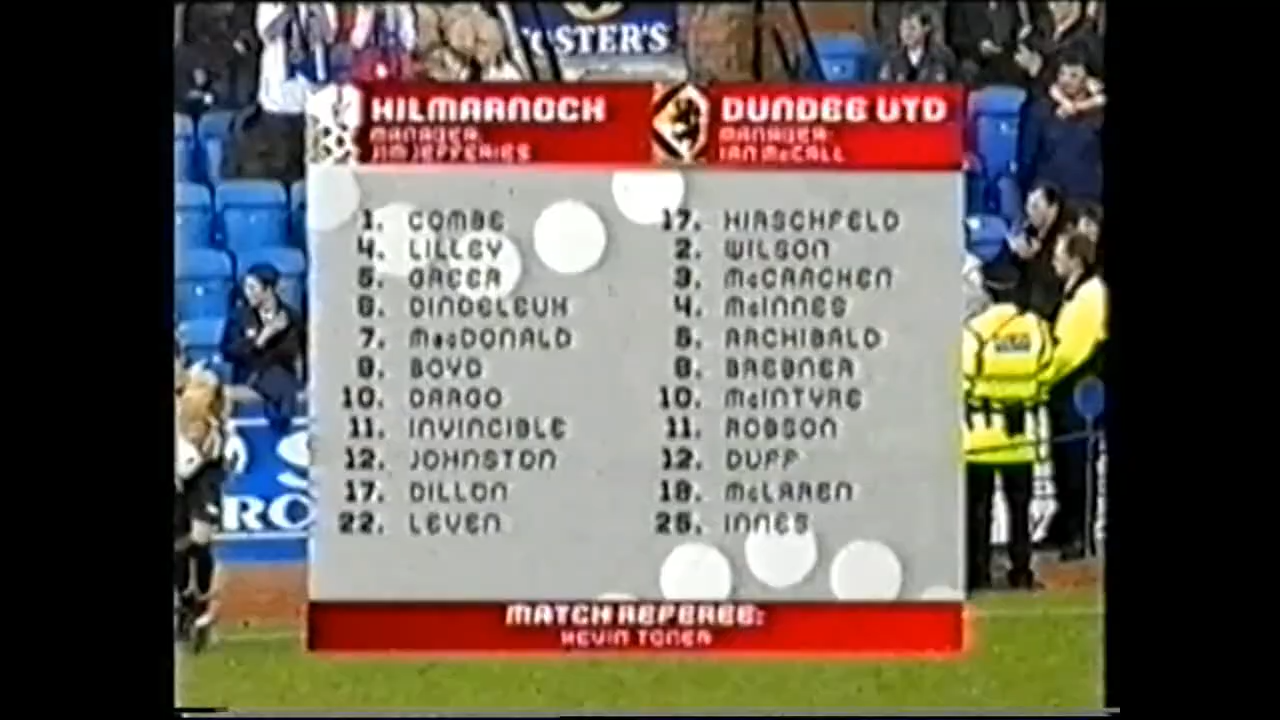 FOSTER'S
KILMARNOCK
MANAGER:
JIM JEFFERIES
DUNDEE UTD
MANAGER:
IAN McCALL
1. COMBE
4. LILLEY
5. GREER
6. DINDELEUX
7. MacDONALD
9. BOYD
10. DARGO
11. INVINCIBLE
12. JOHNSTON
17. DILLON
22. LEVEN
17. HIRSCHFELD
2. WILSON
3. McCRACKEN
4. McINNES
5. ARCHIBALD
8. BREBNER
10. McINTYRE
11. ROBSON
12. DUFF
18. McLAREN
25. INNES
MATCH REFEREE:
KEVIN TONER